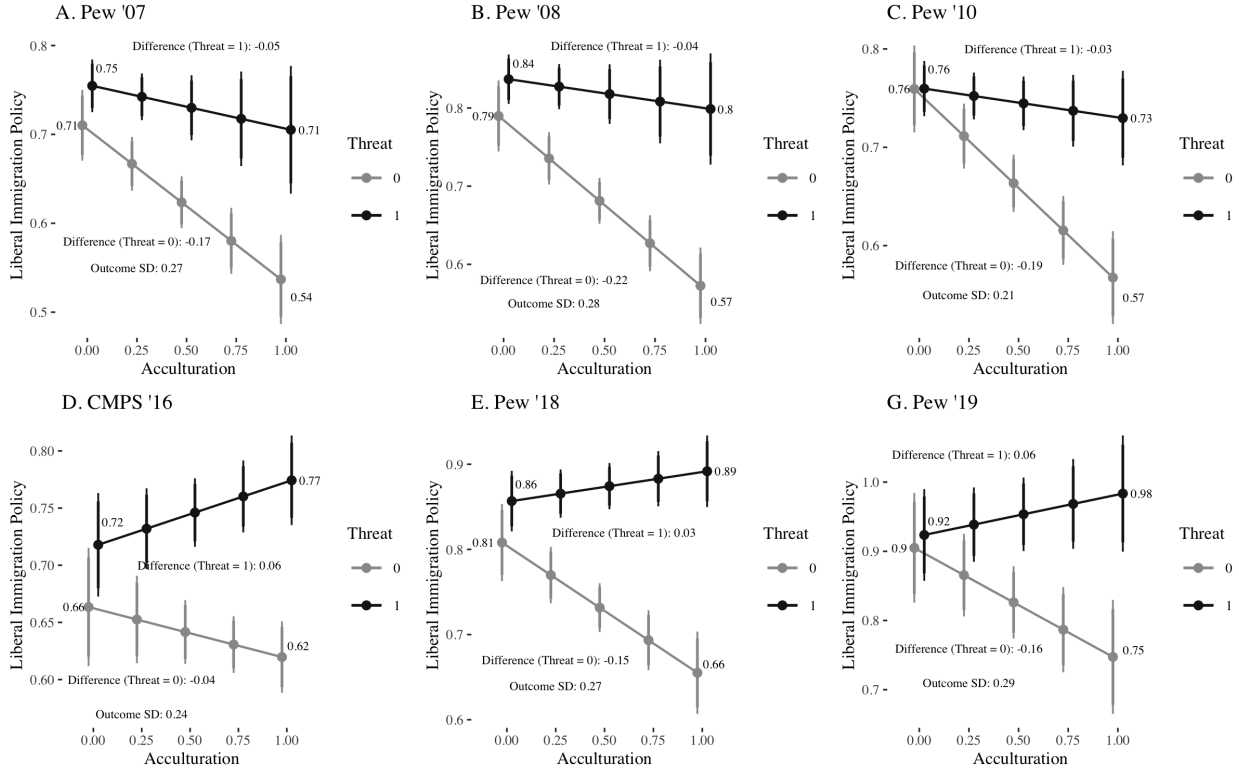 A. Pew '07
Liberal Immigration Policy
0.8
0.7
0.6
0.5
Difference (Threat = 1): -0.05
0.75
0.71
0.71
Difference (Threat = 0): -0.17
Outcome SD: 0.27
0.54
0.00 0.25 0.50 0.75 1.00
Acculturation
Threat
0
1
B. Pew '08
Liberal Immigration Policy
0.8
0.7
0.6
Difference (Threat = 1): -0.04
0.84
0.79
0.8
Difference (Threat = 0): -0.22
Outcome SD: 0.28
0.57
0.00 0.25 0.50 0.75 1.00
Acculturation
Threat
0
1
C. Pew '10
Liberal Immigration Policy
0.8
0.7
0.6
Difference (Threat = 1): -0.03
0.76
0.76
0.73
Difference (Threat = 0): -0.19
Outcome SD: 0.21
0.57
0.00 0.25 0.50 0.75 1.00
Acculturation
Threat
0
1
D. CMPS '16
Liberal Immigration Policy
0.80
0.75
0.70
0.65
0.60
0.77
0.72
Difference (Threat = 1): 0.06
0.66
0.62
Difference (Threat = 0): -0.04
Outcome SD: 0.24
0.00 0.25 0.50 0.75 1.00
Acculturation
Threat
0
1
E. Pew '18
Liberal Immigration Policy
0.9
0.8
0.7
0.6
0.86
0.89
Difference (Threat = 1): 0.03
0.81
Difference (Threat = 0): -0.15
0.66
Outcome SD: 0.27
0.00 0.25 0.50 0.75 1.00
Acculturation
Threat
0
1
G. Pew '19
Liberal Immigration Policy
1.0
0.9
0.8
0.7
Difference (Threat = 1): 0.06
0.98
0.92
0.9
Difference (Threat = 0): -0.16
0.75
Outcome SD: 0.29
0.00 0.25 0.50 0.75 1.00
Acculturation
Threat
0
1